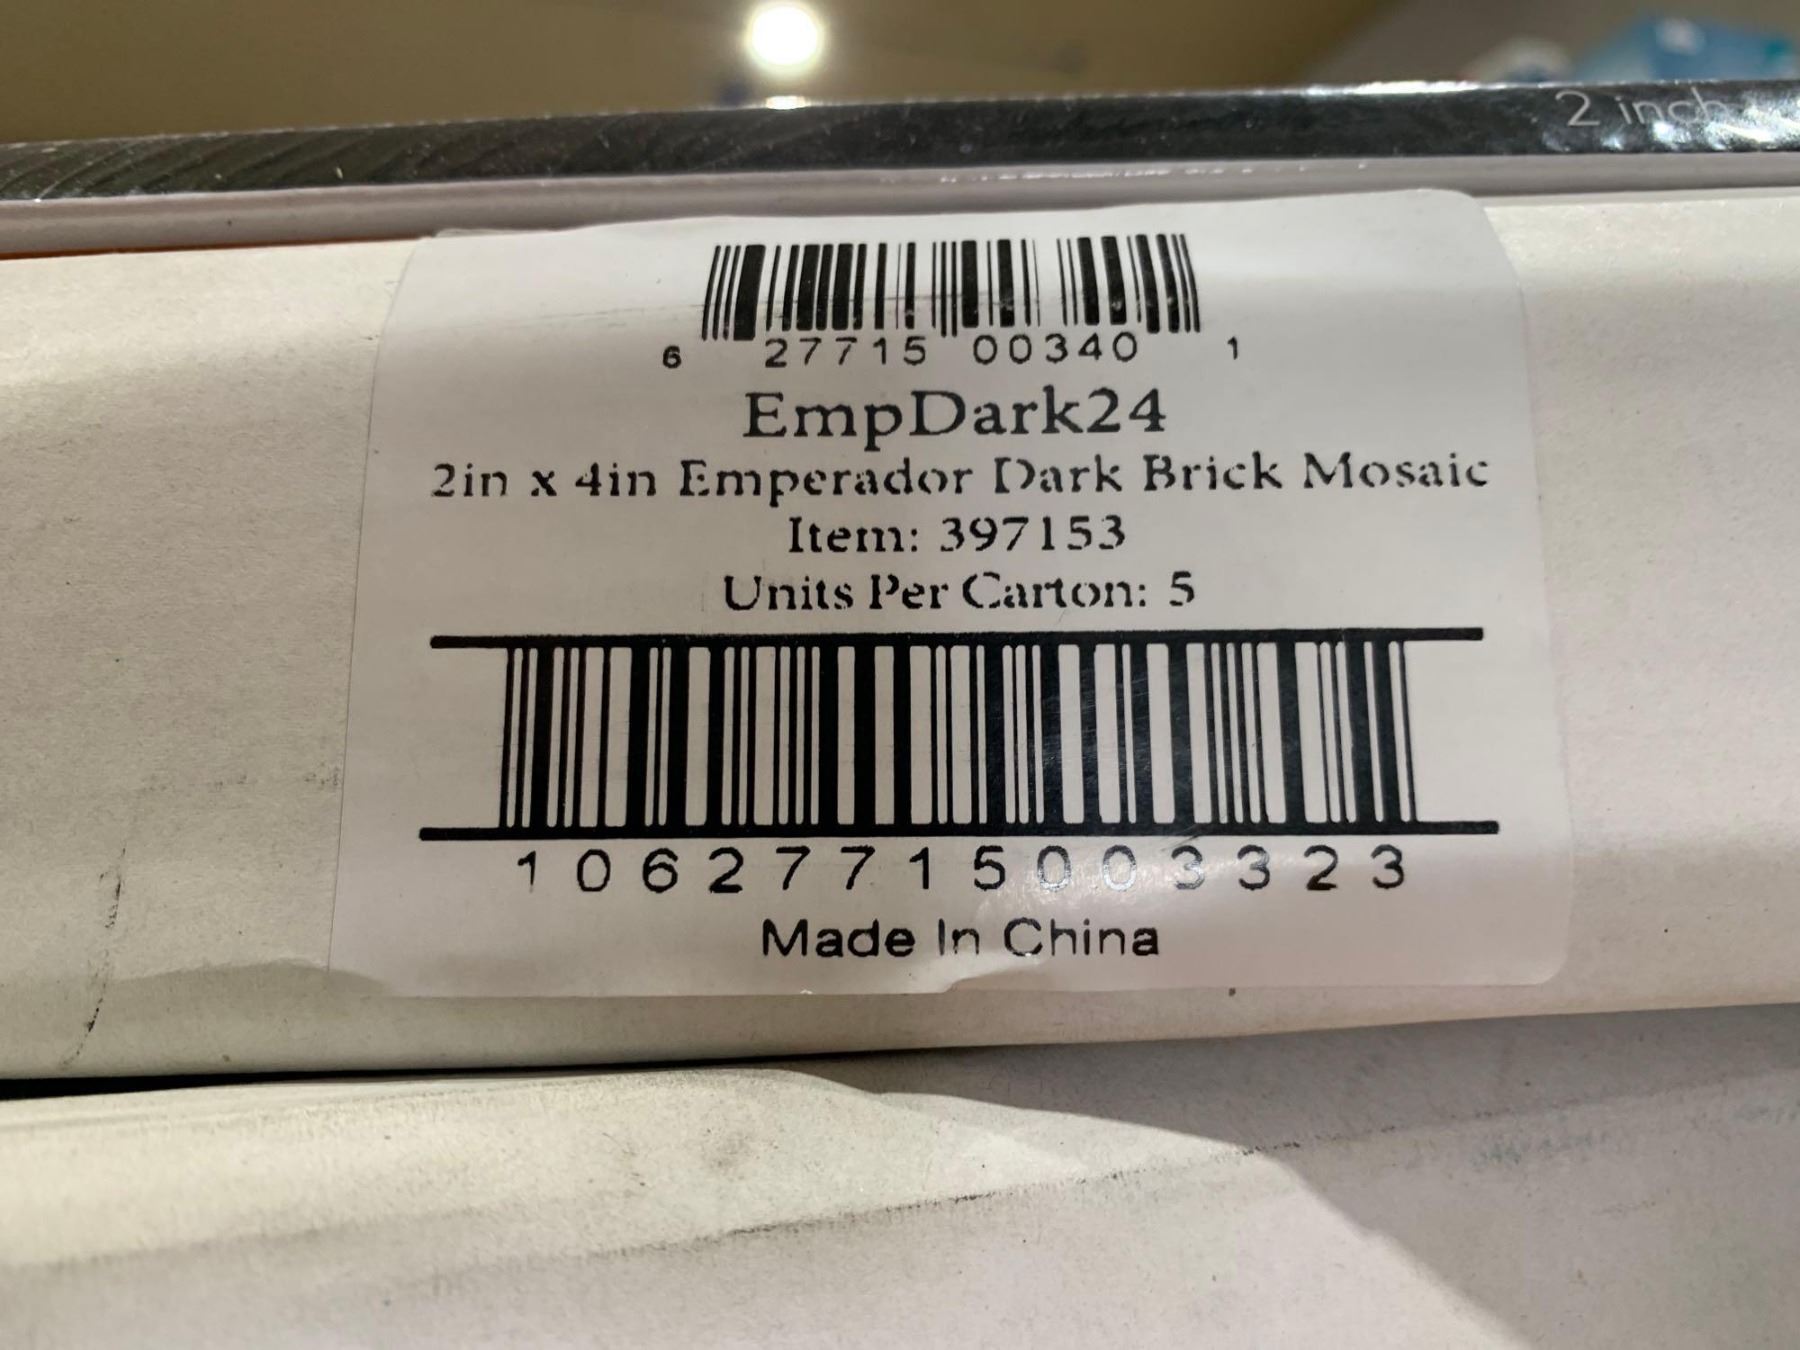 2 inch
6 27715 00340 1
EmpDark24
2in x 4in Emperador Dark Brick Mosaic
Item: 397153
Units Per Carton: 5
10627715003323
Made In China